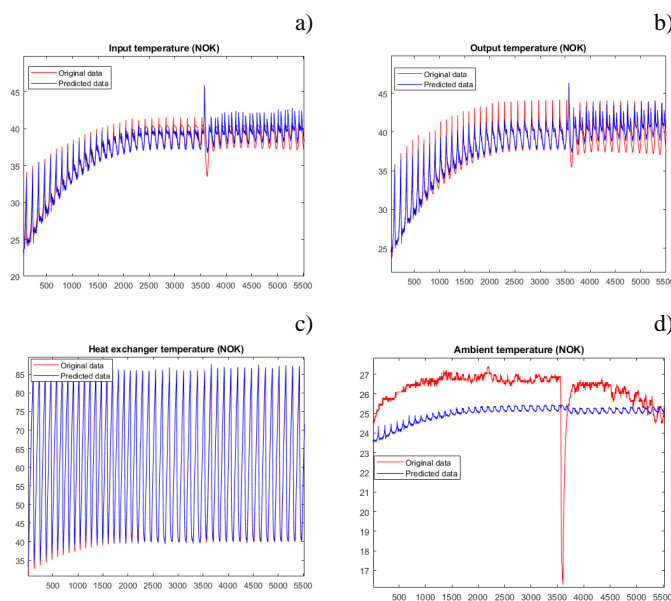 a)
Input temperature (NOK)
Original data
Predicted data
45
40
35
30
25
20
500 1000 1500 2000 2500 3000 3500 4000 4500 5000 5500
b)
Output temperature (NOK)
Original data
Predicted data
45
40
35
30
25
500 1000 1500 2000 2500 3000 3500 4000 4500 5000 5500
c)
Heat exchanger temperature (NOK)
Original data
Predicted data
85
80
75
70
65
60
55
50
45
40
35
500 1000 1500 2000 2500 3000 3500 4000 4500 5000 5500
d)
Ambient temperature (NOK)
27
26
25
24
23
22
21
20
19
18
17
16
Original data
Predicted data
500 1000 1500 2000 2500 3000 3500 4000 4500 5000 5500